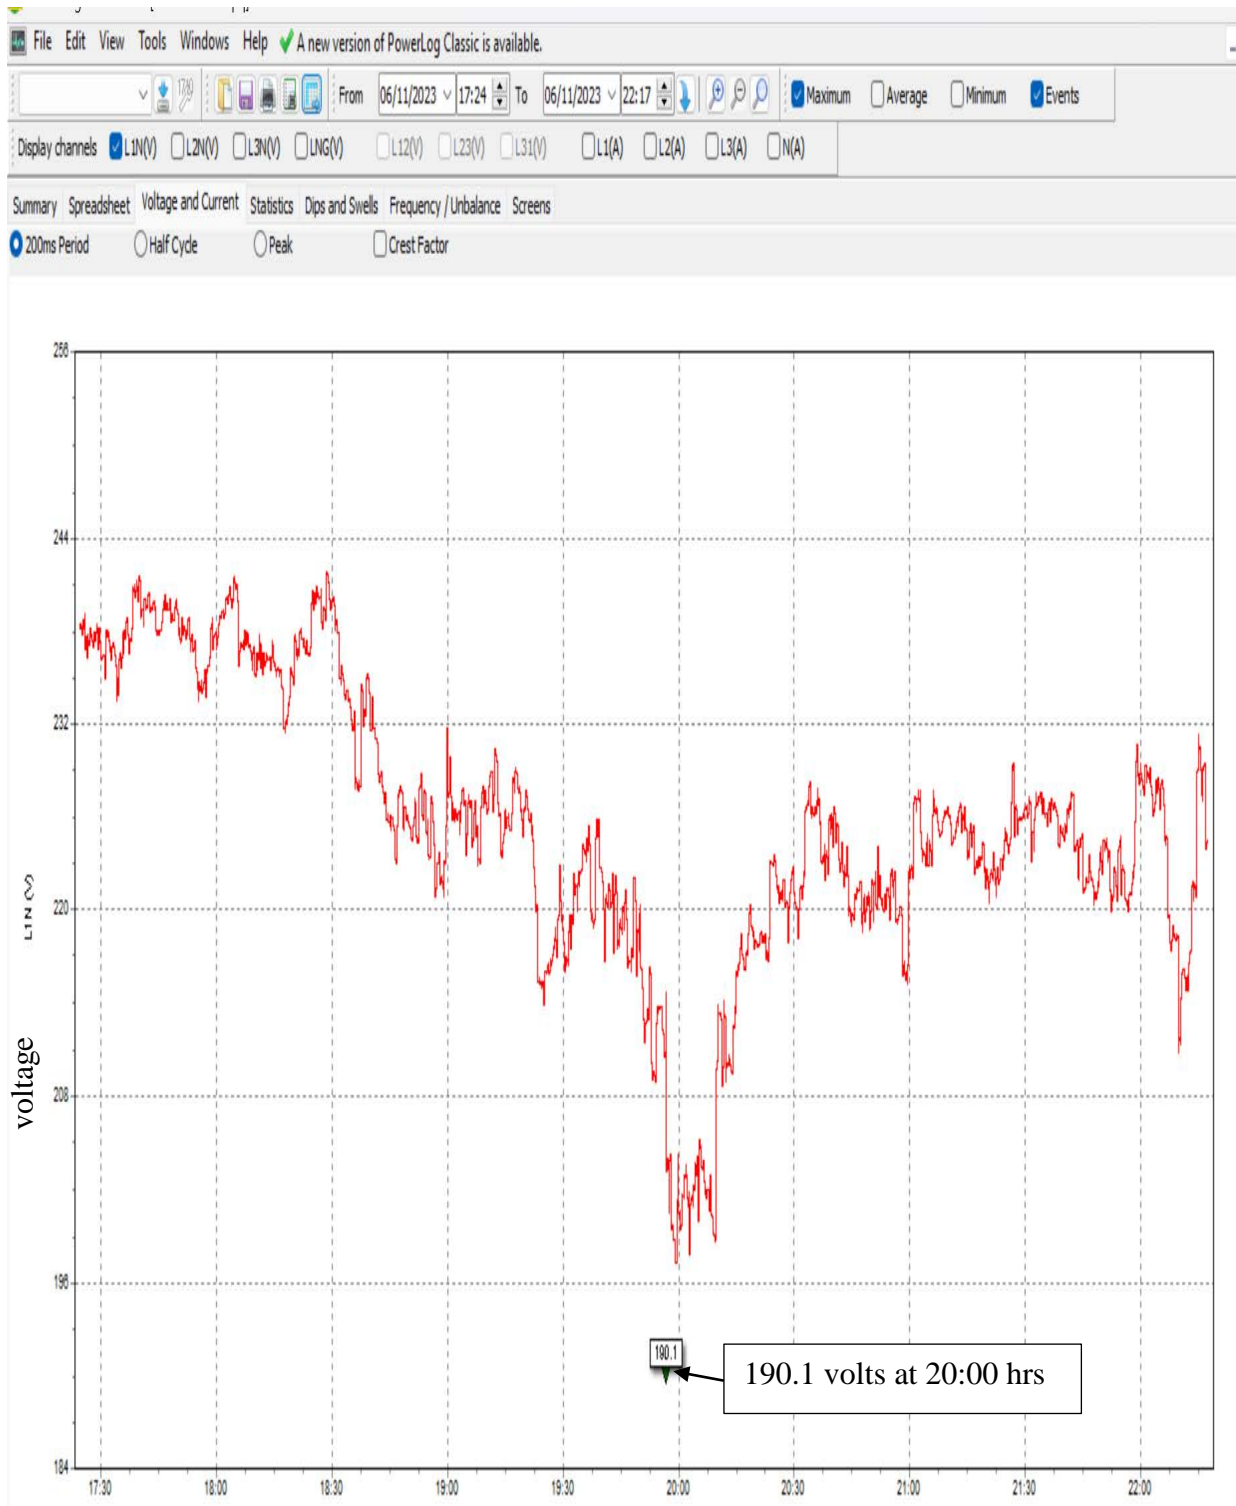 File Edit View Tools Windows Help A new version of PowerLog Classic is available.
From 06/11/2023 17:24 To 06/11/2023 22:17 Maximum Average Minimum Events
Display channels L1N(V) L2N(V) L3N(V) LNG(V) L12(V) L23(V) L31(V) L1(A) L2(A) L3(A) N(A)
Summary Spreadsheet Voltage and Current Statistics Dips and Swells Frequency / Unbalance Screens
200ms Period Half Cycle Peak Crest Factor
256
244
232
220
208
196
184
L1N (V)
voltage
190.1
190.1 volts at 20:00 hrs
17:30 18:00 18:30 19:00 19:30 20:00 20:30 21:00 21:30 22:00